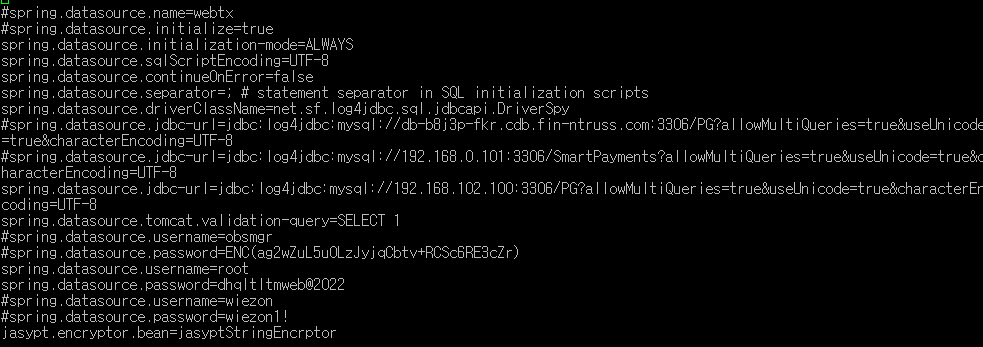 #spring.datasource.name=webtx
#spring.datasource.initialize=true
spring.datasource.initialization-mode=ALWAYS
spring.datasource.sqlScriptEncoding=UTF-8
spring.datasource.continueOnError=false
spring.datasource.separator=; # statement separator in SQL initialization scripts
spring.datasource.driverClassName=net.sf.log4jdbc.sql.jdbcapi.DriverSpy
#spring.datasource.jdbc-url=jdbc:log4jdbc:mysql://db-b8j3p-fkr.cdb.fin-ntruss.com:3306/PG?allowMultiQueries=true&useUnicode
=true&characterEncoding=UTF-8
#spring.datasource.jdbc-url=jdbc:log4jdbc:mysql://192.168.0.101:3306/SmartPayments?allowMultiQueries=true&useUnicode=true&c
haracterEncoding=UTF-8
spring.datasource.jdbc-url=jdbc:log4jdbc:mysql://192.168.102.100:3306/PG?allowMultiQueries=true&useUnicode=true&characterEn
coding=UTF-8
spring.datasource.tomcat.validation-query=SELECT 1
#spring.datasource.username=obsmgr
#spring.datasource.password=ENC(ag2wZuL5uOLzJyjqCbtv+RCSc6RE3cZr)
spring.datasource.username=root
spring.datasource.password=dhqltltmweb@2022
#spring.datasource.username=wiezon
#spring.datasource.password=wiezon1!
jasypt.encryptor.bean=jasyptStringEncrptor